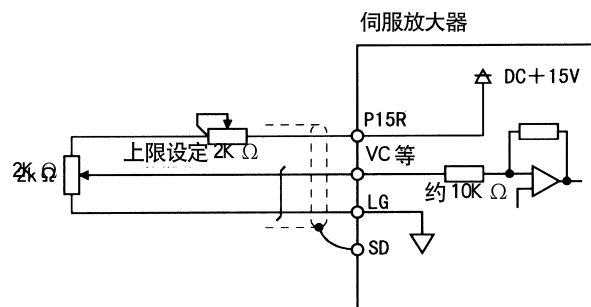 伺服放大器
DC+15V
P15R
上限设定 2K Ω
VC 等
2K Ω
约 10K Ω
LG
SD